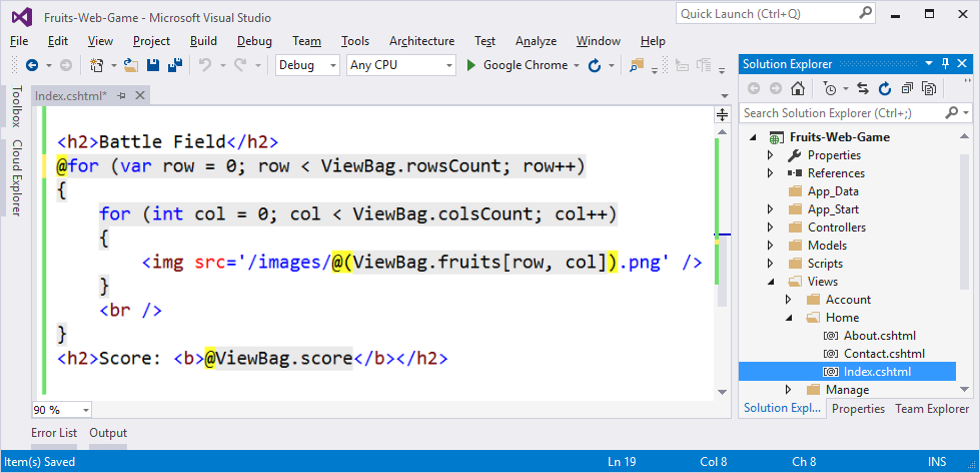 Fruits-Web-Game - Microsoft Visual Studio
Quick Launch (Ctrl+Q)
File Edit View Project Build Debug Team Tools Architecture Test Analyze Window Help
Debug Any CPU Google Chrome
Toolbox
Cloud Explorer
Index.cshtml*
<h2>Battle Field</h2>
@for (var row = 0; row < ViewBag.rowsCount; row++)
{
for (int col = 0; col < ViewBag.colsCount; col++)
{
<img src='/images/@(ViewBag.fruits[row, col]).png' />
}
<br />
}
<h2>Score: <b>@ViewBag.score</b></h2>
90 %
Solution Explorer
Search Solution Explorer (Ctrl+;)
Fruits-Web-Game
Properties
References
App_Data
App_Start
Controllers
Models
Scripts
Views
Account
Home
[@] About.cshtml
[@] Contact.cshtml
[@] Index.cshtml
Manage
Solution Expl... Properties Team Explorer
Error List Output
Item(s) Saved Ln 19 Col 8 Ch 8 INS